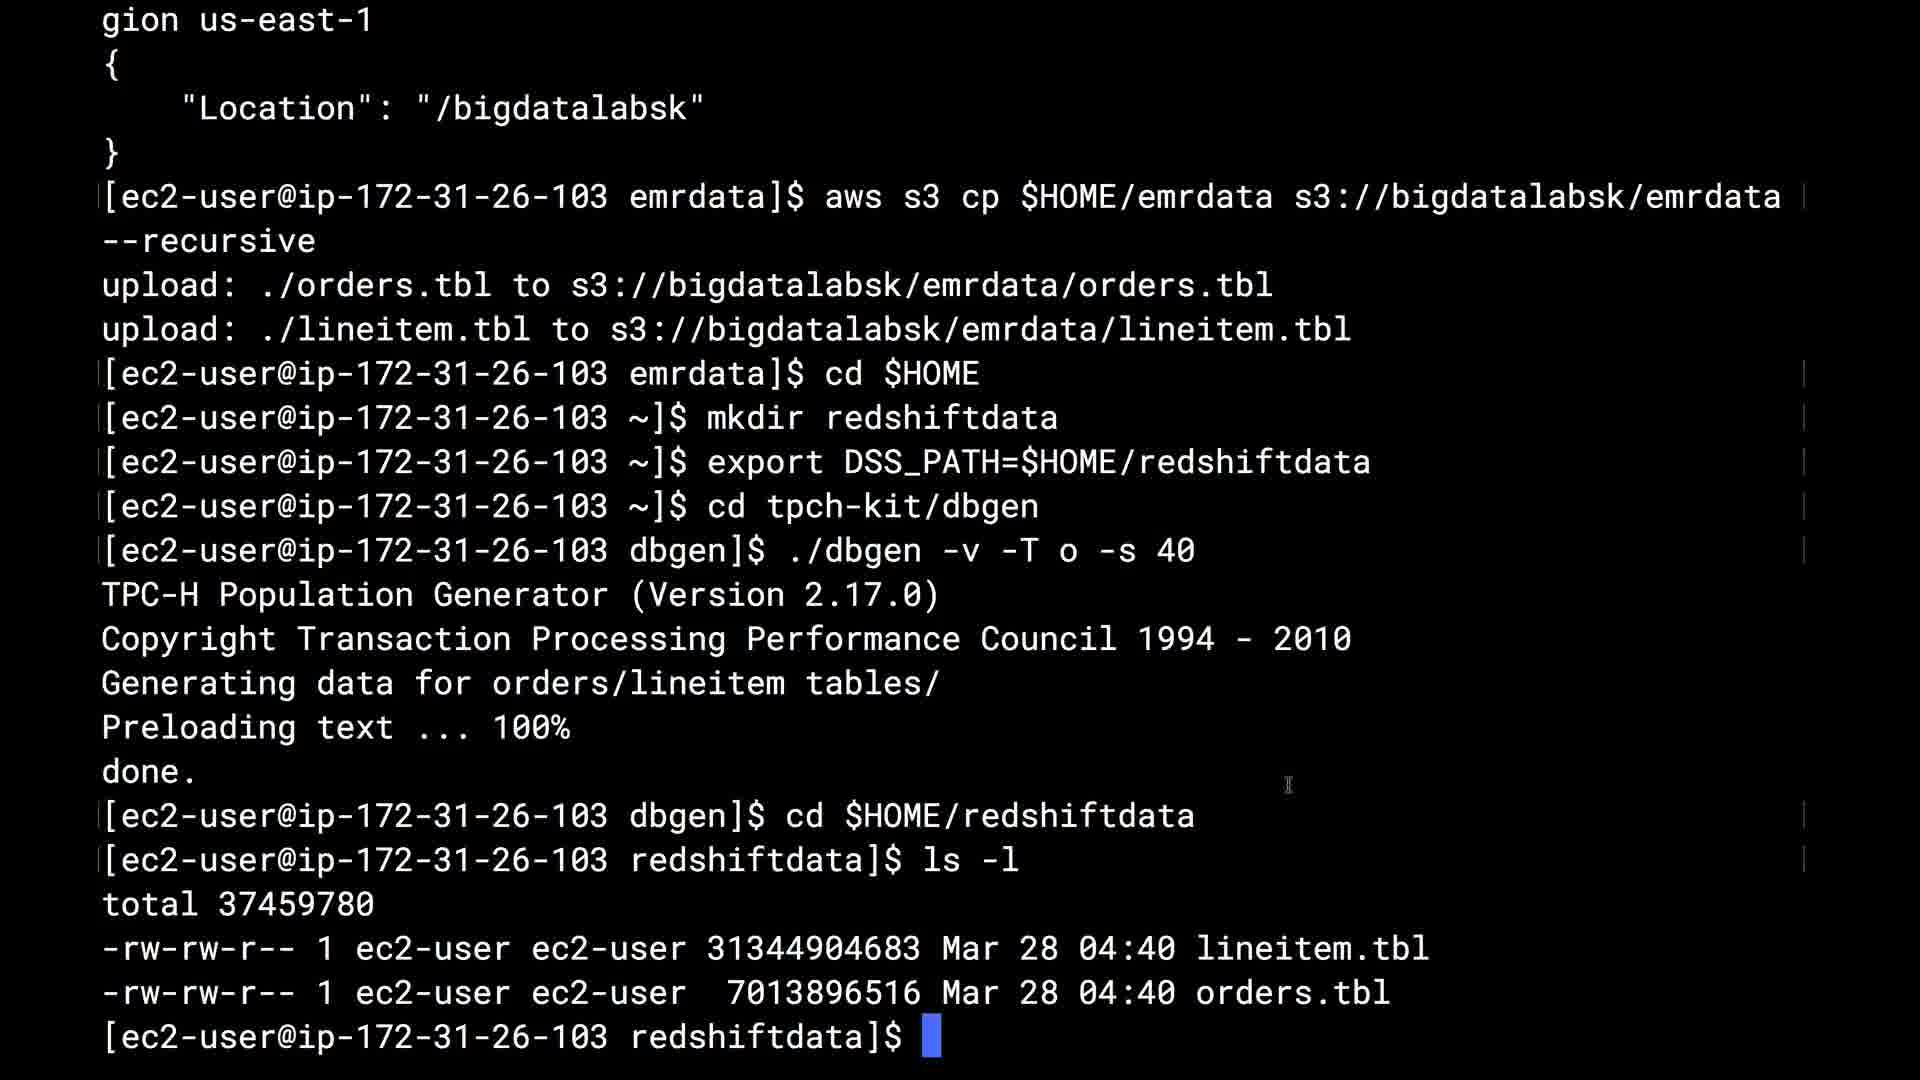 gion us-east-1
{
    "Location": "/bigdatalabsk"
}
[ec2-user@ip-172-31-26-103 emrdata]$ aws s3 cp $HOME/emrdata s3://bigdatalabsk/emrdata
--recursive
upload: ./orders.tbl to s3://bigdatalabsk/emrdata/orders.tbl
upload: ./lineitem.tbl to s3://bigdatalabsk/emrdata/lineitem.tbl
[ec2-user@ip-172-31-26-103 emrdata]$ cd $HOME
[ec2-user@ip-172-31-26-103 ~]$ mkdir redshiftdata
[ec2-user@ip-172-31-26-103 ~]$ export DSS_PATH=$HOME/redshiftdata
[ec2-user@ip-172-31-26-103 ~]$ cd tpch-kit/dbgen
[ec2-user@ip-172-31-26-103 dbgen]$ ./dbgen -v -T o -s 40
TPC-H Population Generator (Version 2.17.0)
Copyright Transaction Processing Performance Council 1994 - 2010
Generating data for orders/lineitem tables/
Preloading text ... 100%
done.
[ec2-user@ip-172-31-26-103 dbgen]$ cd $HOME/redshiftdata
[ec2-user@ip-172-31-26-103 redshiftdata]$ ls -l
total 37459780
-rw-rw-r-- 1 ec2-user ec2-user 31344904683 Mar 28 04:40 lineitem.tbl
-rw-rw-r-- 1 ec2-user ec2-user  7013896516 Mar 28 04:40 orders.tbl
[ec2-user@ip-172-31-26-103 redshiftdata]$